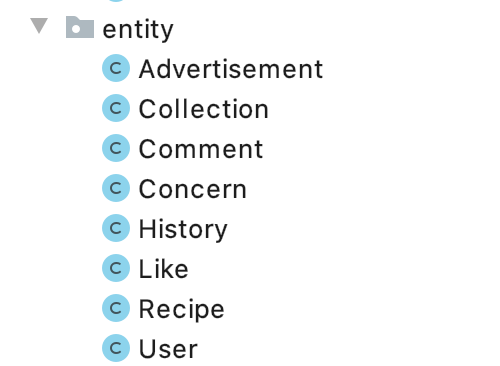 entity
C Advertisement
C Collection
C Comment
C Concern
C History
C Like
C Recipe
C User